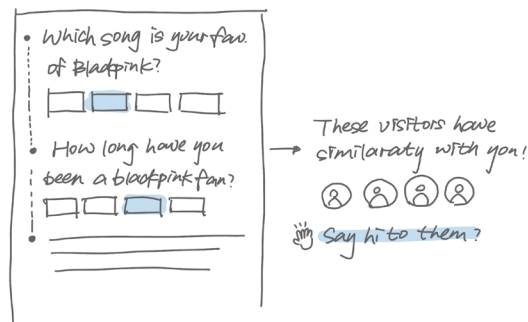 Which song is your fav.
of Blackpink?
How long have you
been a blackpink fan?
These visitors have
similaraty with you!
Say hi to them?